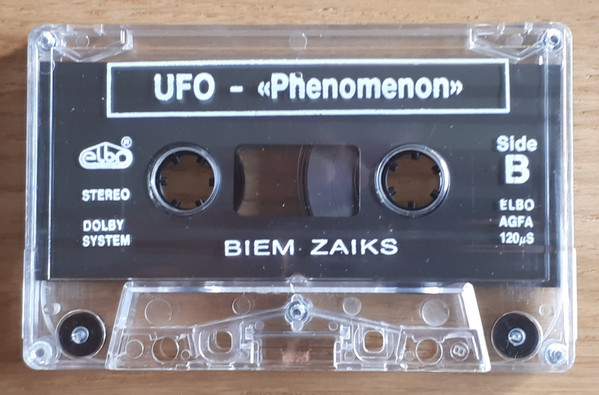 UFO - «Phenomenon»
elbo®
STEREO
DOLBY
SYSTEM
BIEM ZAIKS
Side
B
ELBO
AGFA
120µS